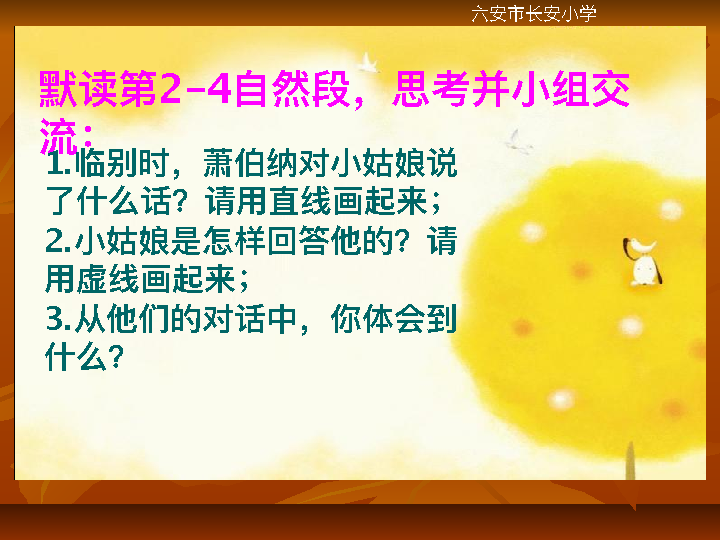 六安市长安小学
默读第2-4自然段，思考并小组交
流：
1.临别时，萧伯纳对小姑娘说
了什么话？请用直线画起来；
2.小姑娘是怎样回答他的？请
用虚线画起来；
3.从他们的对话中，你体会到
什么？